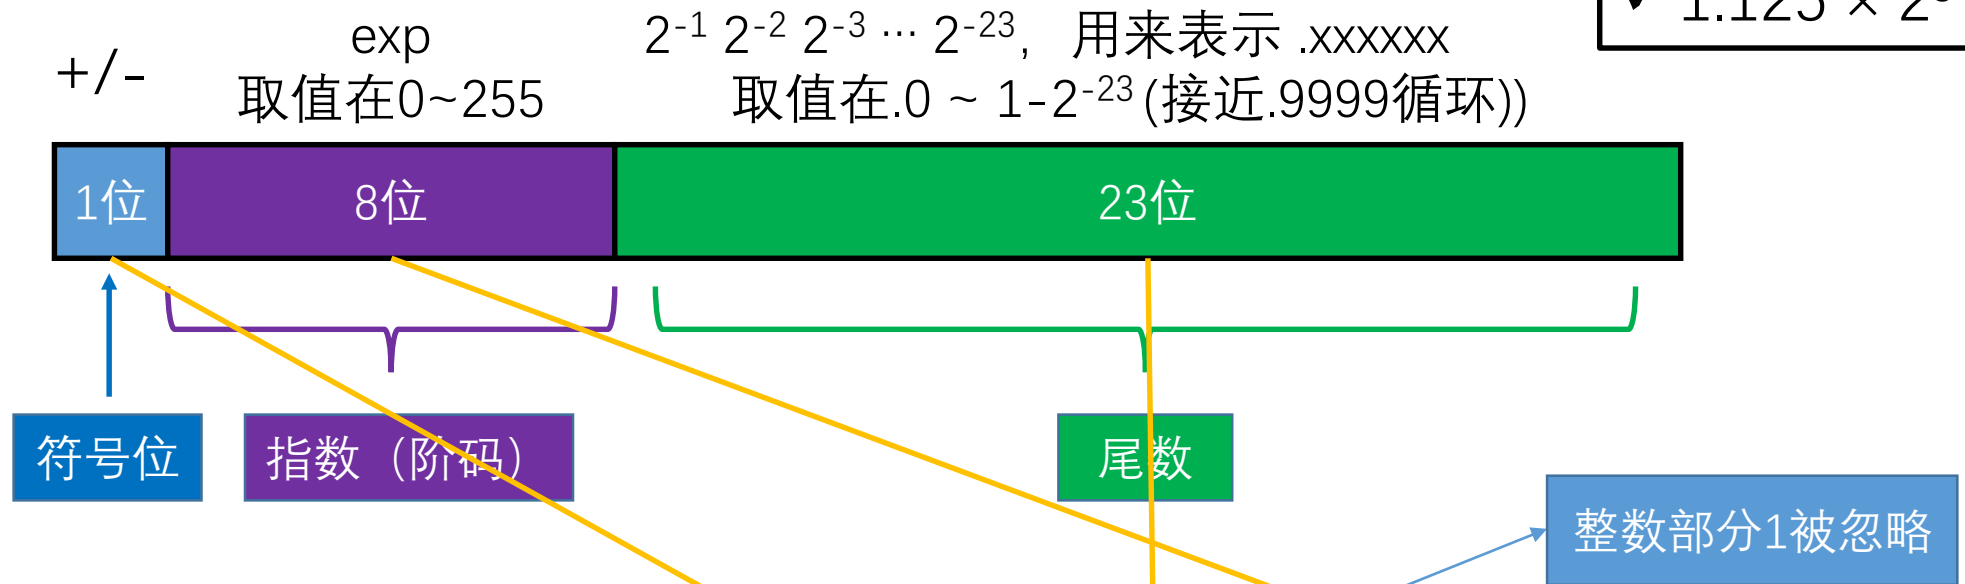 1.125 × 2
+/-
exp
取值在0~255
2⁻¹ 2⁻² 2⁻³ ··· 2⁻²³, 用来表示 .xxxxxx
取值在.0 ~ 1-2⁻²³ (接近.9999循环))
1位
8位
23位
符号位
指数（阶码）
尾数
整数部分1被忽略